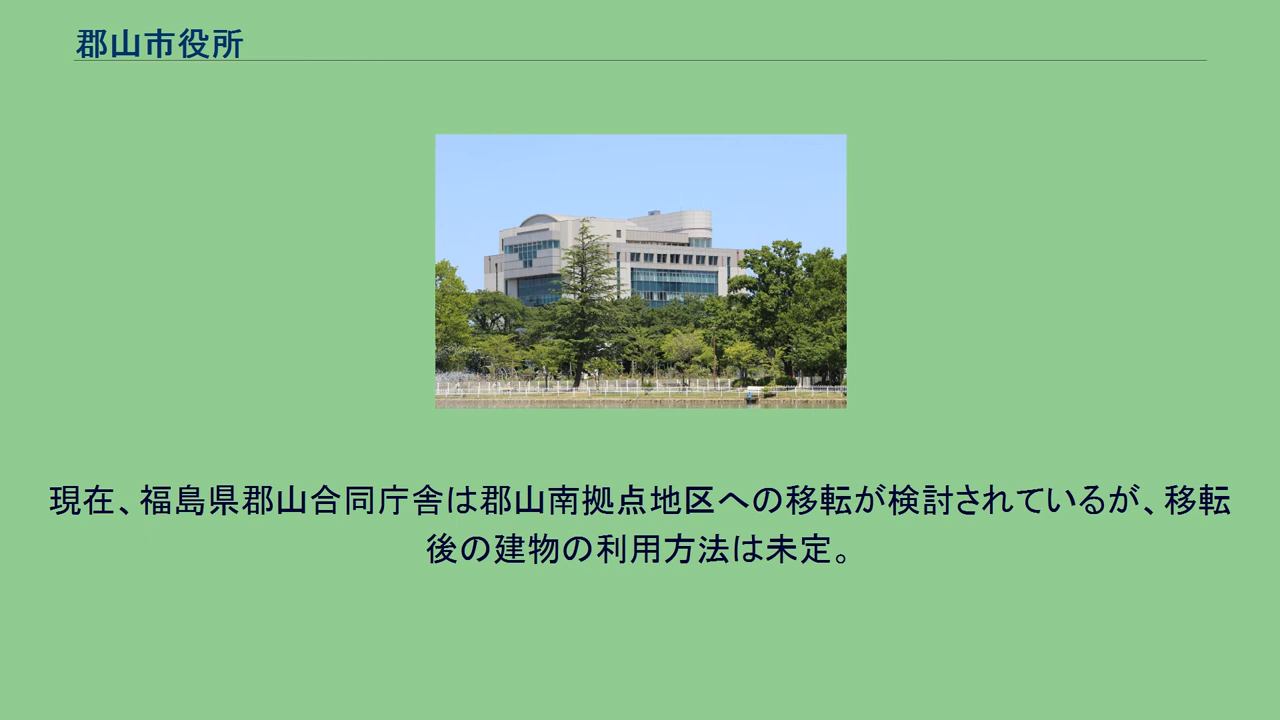 郡山市役所
現在、福島県郡山合同庁舎は郡山南拠点地区への移転が検討されているが、移転
後の建物の利用方法は未定。